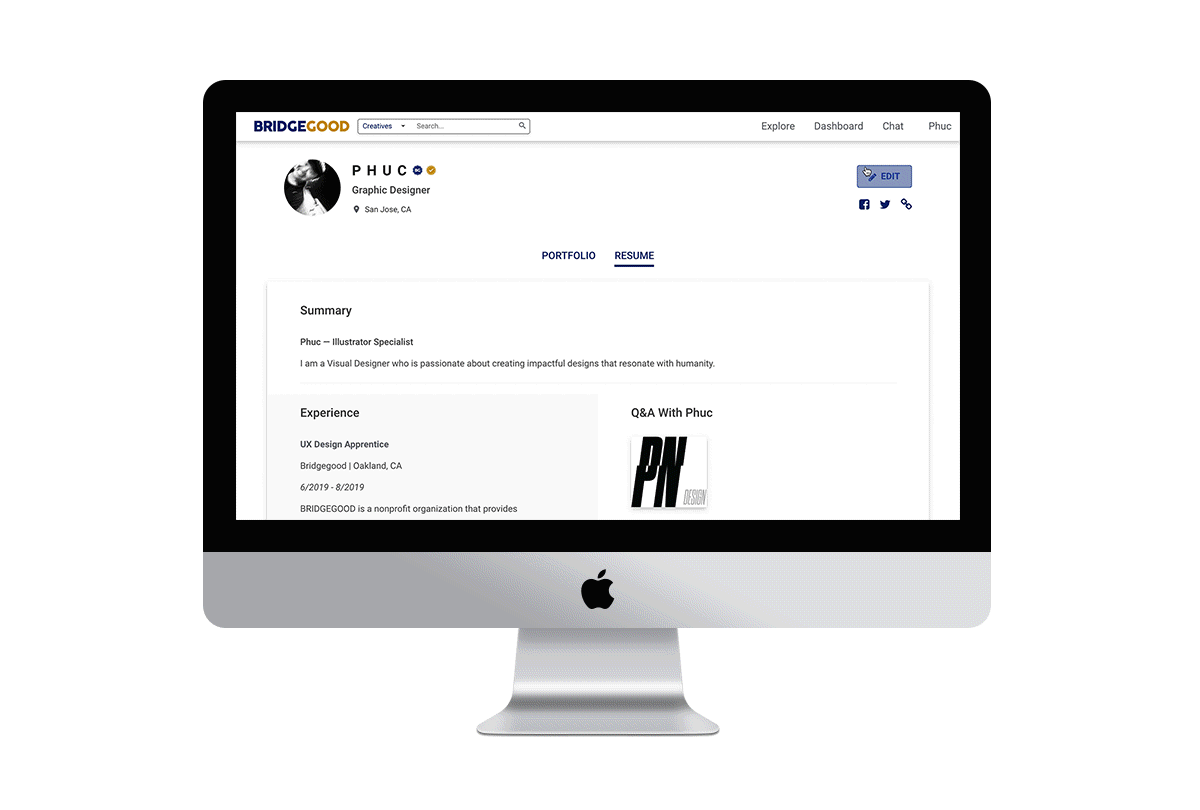 BRIDGEGOOD Creatives Search... Explore Dashboard Chat Phuc
P H U C
Graphic Designer
San Jose, CA
EDIT
PORTFOLIO RESUME
Summary
Phuc — Illustrator Specialist
I am a Visual Designer who is passionate about creating impactful designs that resonate with humanity.
Experience
UX Design Apprentice
Bridgegood | Oakland, CA
6/2019 - 8/2019
BRIDGEGOOD is a nonprofit organization that provides
Q&A With Phuc
PN
PN
DESIGN